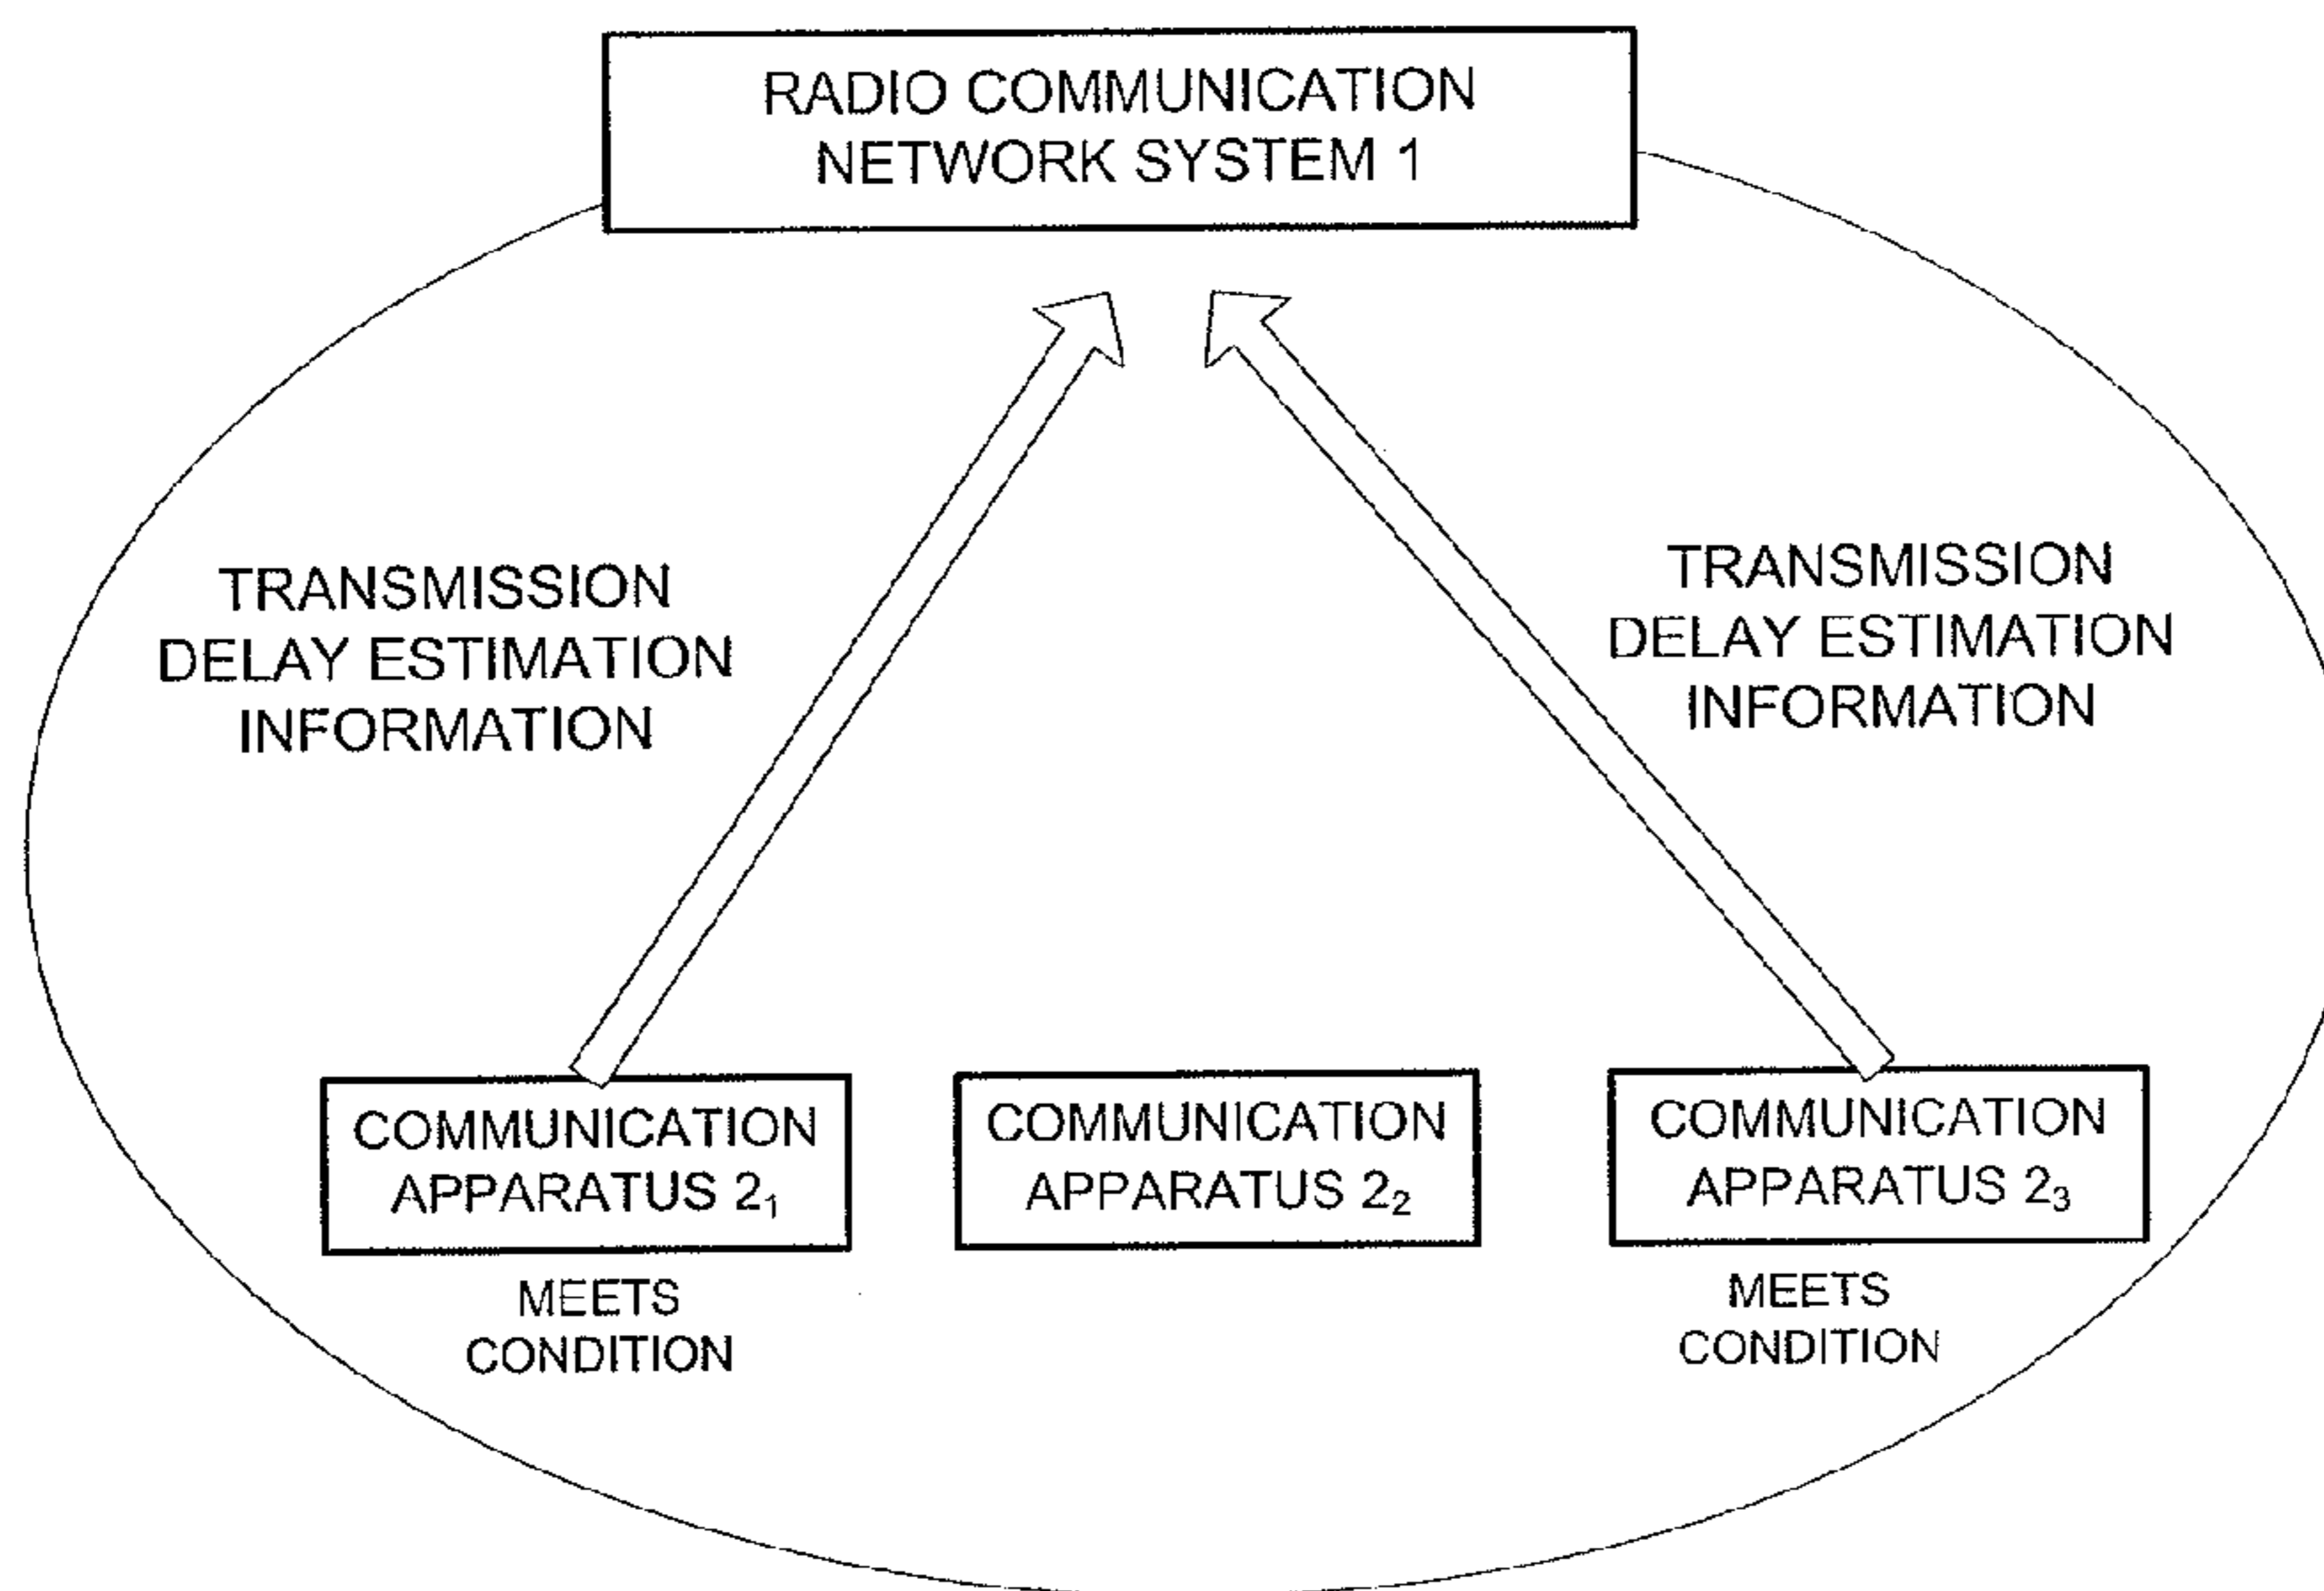 RADIO COMMUNICATION
NETWORK SYSTEM 1
TRANSMISSION
DELAY ESTIMATION
INFORMATION
TRANSMISSION
DELAY ESTIMATION
INFORMATION
COMMUNICATION
APPARATUS 2₁
COMMUNICATION
APPARATUS 2₂
COMMUNICATION
APPARATUS 2₃
MEETS
CONDITION
MEETS
CONDITION